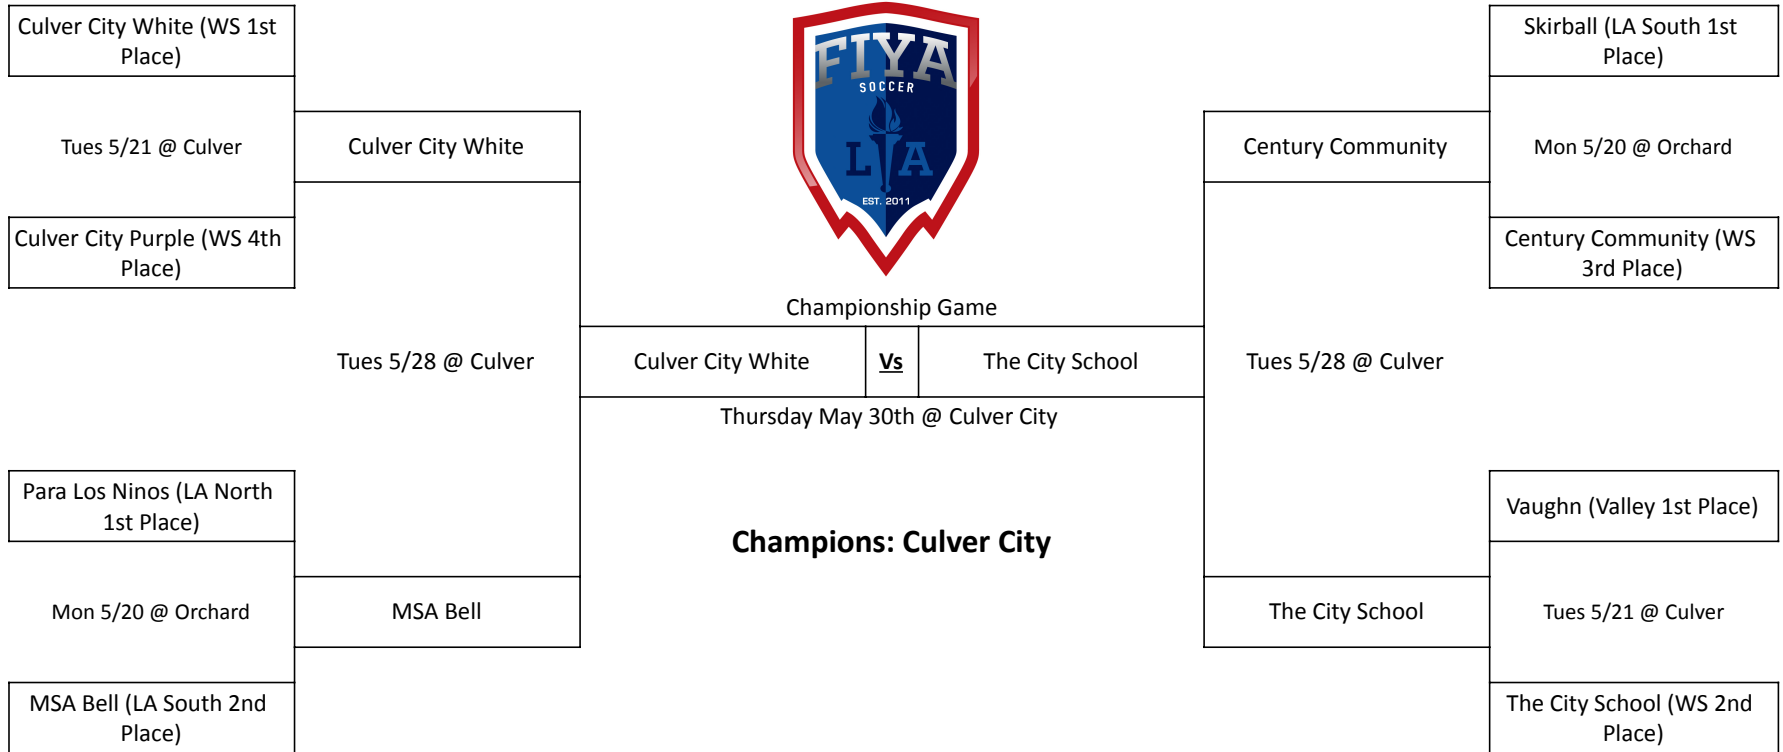 Culver City White (WS 1st
Place)
Tues 5/21 @ Culver
Culver City Purple (WS 4th
Place)
Culver City White
Tues 5/28 @ Culver
Para Los Ninos (LA North
1st Place)
Mon 5/20 @ Orchard
MSA Bell (LA South 2nd
Place)
MSA Bell
FIYA
SOCCER
LA
EST. 2011
Championship Game
Culver City White
Vs
The City School
Thursday May 30th @ Culver City
Champions: Culver City
Century Community
Tues 5/28 @ Culver
The City School
Skirball (LA South 1st
Place)
Mon 5/20 @ Orchard
Century Community (WS
3rd Place)
Vaughn (Valley 1st Place)
Tues 5/21 @ Culver
The City School (WS 2nd
Place)